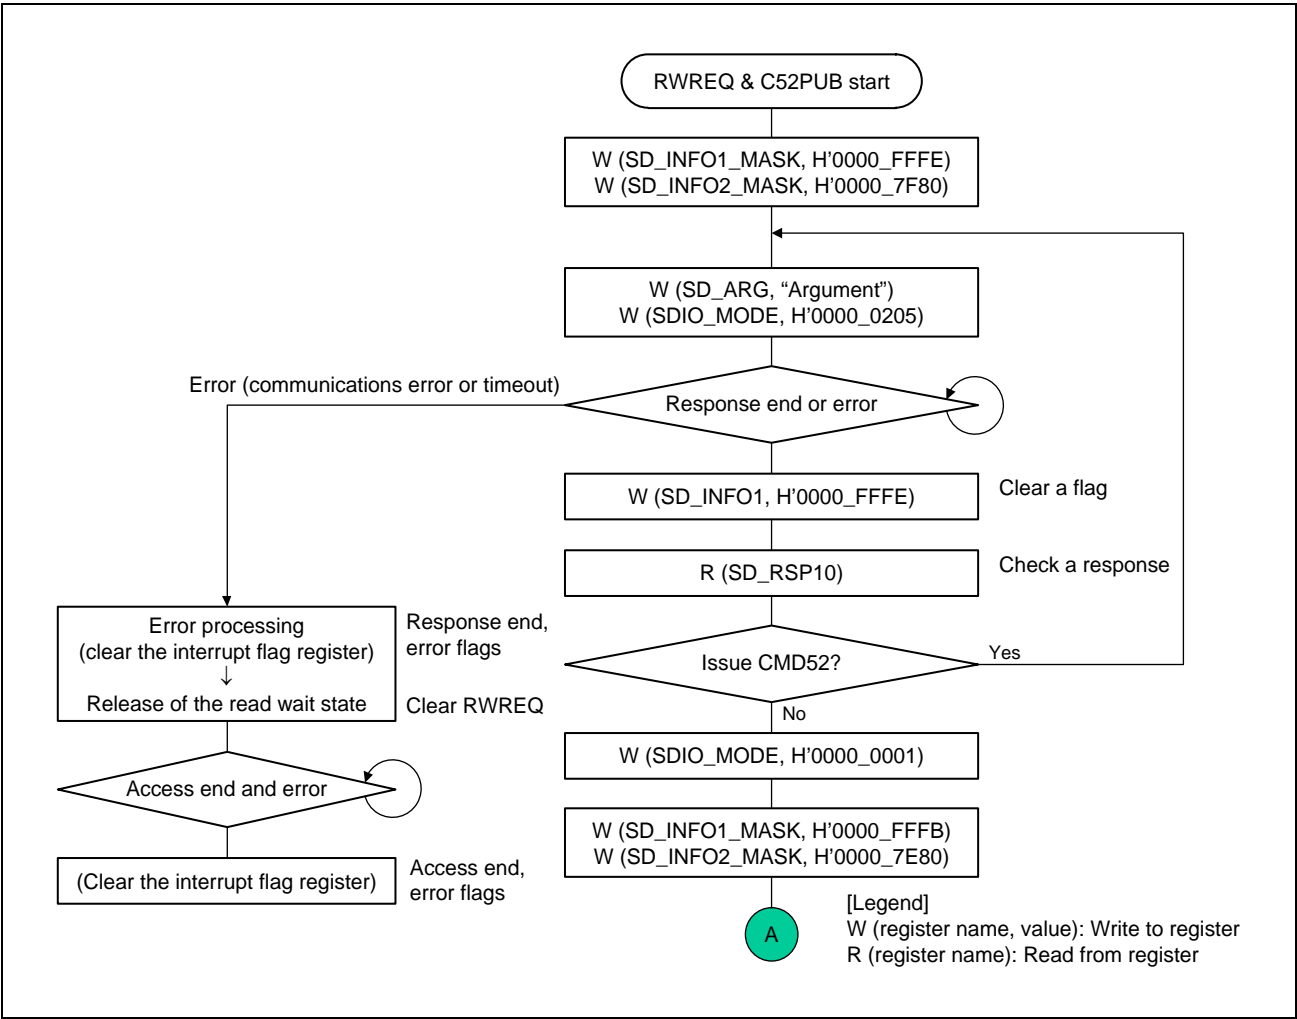 RWREQ & C52PUB start
W (SD_INFO1_MASK, H'0000_FFFE)
W (SD_INFO2_MASK, H'0000_7F80)
W (SD_ARG, “Argument”)
W (SDIO_MODE, H'0000_0205)
Error (communications error or timeout)
Response end or error
W (SD_INFO1, H'0000_FFFE)
Clear a flag
R (SD_RSP10)
Check a response
Error processing
(clear the interrupt flag register)
↓
Release of the read wait state
Response end,
error flags
Clear RWREQ
Issue CMD52?
Yes
No
W (SDIO_MODE, H'0000_0001)
Access end and error
W (SD_INFO1_MASK, H'0000_FFFB)
W (SD_INFO2_MASK, H'0000_7E80)
(Clear the interrupt flag register)
Access end,
error flags
A
[Legend]
W (register name, value): Write to register
R (register name): Read from register